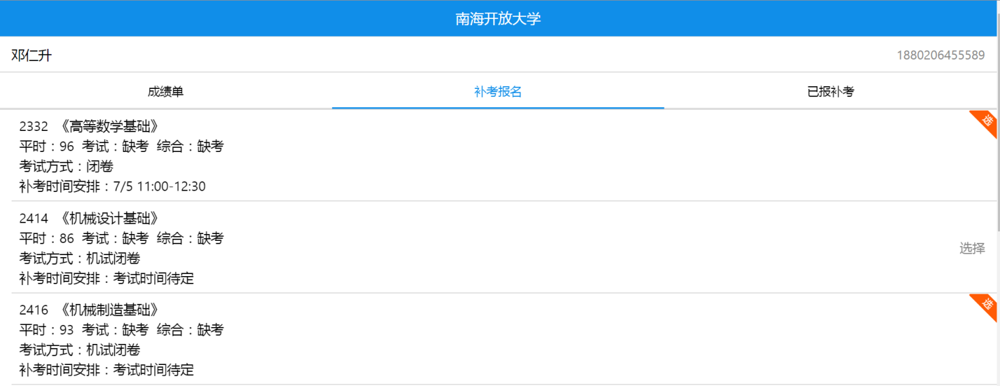 南海开放大学
邓仁升 1880206455589
成绩单 补考报名 已报补考
2332 《高等数学基础》 选
平时：96 考试：缺考 综合：缺考
考试方式：闭卷
补考时间安排：7/5 11:00-12:30
2414 《机械设计基础》
平时：86 考试：缺考 综合：缺考
选择
考试方式：机试闭卷
补考时间安排：考试时间待定
2416 《机械制造基础》 选
平时：93 考试：缺考 综合：缺考
考试方式：机试闭卷
补考时间安排：考试时间待定